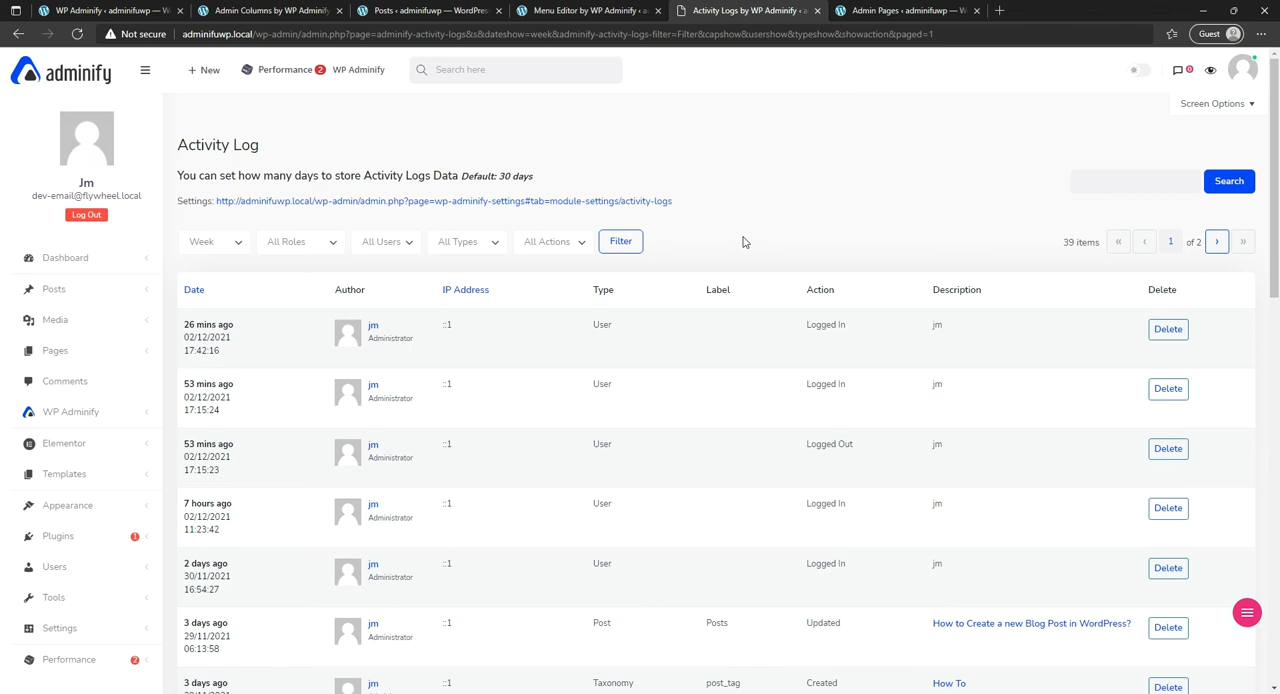 WP Adminify ‹ adminifuwp — W
Admin Columns by WP Adminify ‹
Posts ‹ adminifuwp — WordPress
Menu Editor by WP Adminify ‹ a
Activity Logs by WP Adminify ‹ a
Admin Pages ‹ adminifuwp — W
Not secure
adminifuwp.local/wp-admin/admin.php?page=adminify-activity-logs&s&dateshow=week&adminify-activity-logs-filter=Filter&capshow&usershow&typeshow&showaction&paged=1
Guest
adminify
+ New
Performance 2
WP Adminify
Search here
0
Screen Options
Jm
dev-email@flywheel.local
Log Out
Dashboard
Posts
Media
Pages
Comments
WP Adminify
Elementor
Templates
Appearance
Plugins 1
Users
Tools
Settings
Performance 2
Activity Log
You can set how many days to store Activity Logs Data Default: 30 days
Settings: http://adminifuwp.local/wp-admin/admin.php?page=wp-adminify-settings#tab=module-settings/activity-logs
Search
Week All Roles All Users All Types All Actions Filter
39 items « ‹ 1 of 2 › »
Date Author IP Address Type Label Action Description Delete
26 mins ago jm ::1 User Logged In jm Delete
02/12/2021 Administrator
17:42:16
53 mins ago jm ::1 User Logged In jm Delete
02/12/2021 Administrator
17:15:24
53 mins ago jm ::1 User Logged Out jm Delete
02/12/2021 Administrator
17:15:23
7 hours ago jm ::1 User Logged In jm Delete
02/12/2021 Administrator
11:23:42
2 days ago jm ::1 User Logged In jm Delete
30/11/2021 Administrator
16:54:27
3 days ago jm ::1 Post Posts Updated How to Create a new Blog Post in WordPress? Delete
29/11/2021 Administrator
06:13:58
3 days ago jm ::1 Taxonomy post_tag Created How To Delete